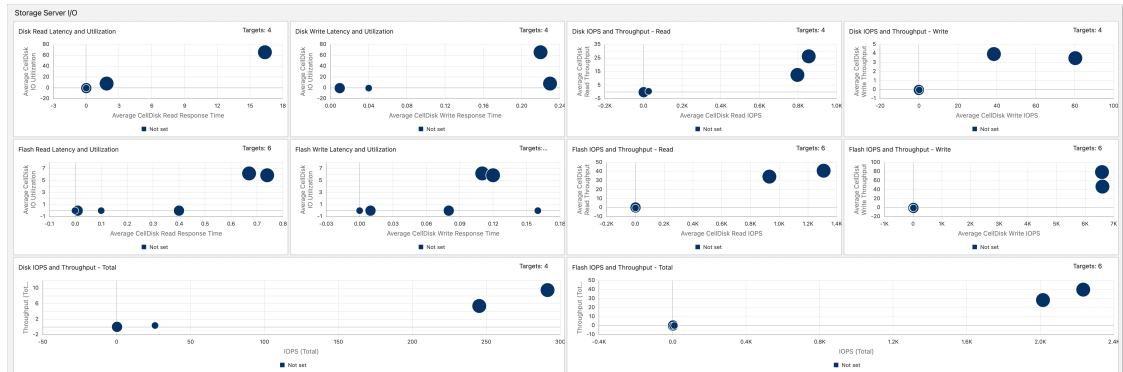 Storage Server I/O
Disk Read Latency and Utilization
Targets: 4
Average CellDisk
IO Utilization
80
60
40
20
0
-20
-3
0
3
6
9
12
15
18
Average CellDisk Read Response Time
Not set
Disk Write Latency and Utilization
Targets: 4
Average CellDisk
IO Utilization
80
60
40
20
0
-20
0.00
0.04
0.08
0.12
0.16
0.20
0.24
Average CellDisk Write Response Time
Not set
Disk IOPS and Throughput - Read
Targets: 4
Average CellDisk
Read Throughput
35
25
15
5
-5
-0.2K
0.0
0.2K
0.4K
0.6K
0.8K
1.0K
Average CellDisk Read IOPS
Not set
Disk IOPS and Throughput - Write
Targets: 4
Average CellDisk
Write Throughput
5
4
3
2
1
0
-1
-20
0
20
40
60
80
100
Average CellDisk Write IOPS
Not set
Flash Read Latency and Utilization
Targets: 6
Average CellDisk
IO Utilization
7
5
3
1
-1
-0.1
0.0
0.1
0.2
0.3
0.4
0.5
0.6
0.7
0.8
Average CellDisk Read Response Time
Not set
Flash Write Latency and Utilization
Targets:...
Average CellDisk
IO Utilization
7
5
3
1
-1
-0.03
0.00
0.03
0.06
0.09
0.12
0.15
0.18
Average CellDisk Write Response Time
Not set
Flash IOPS and Throughput - Read
Targets: 6
Average CellDisk
Read Throughput
50
40
30
20
10
0
-10
-0.2K
0.0
0.2K
0.4K
0.6K
0.8K
1.0K
1.2K
1.4K
Average CellDisk Read IOPS
Not set
Flash IOPS and Throughput - Write
Targets: 6
Average CellDisk
Write Throughput
100
80
60
40
20
0
-20
-1K
0
1K
2K
3K
4K
5K
6K
7K
Average CellDisk Write IOPS
Not set
Disk IOPS and Throughput - Total
Targets: 4
Throughput (Tot...
10
6
2
-2
-50
0
50
100
150
200
250
300
IOPS (Total)
Not set
Flash IOPS and Throughput - Total
Targets: 6
Throughput (Tot...
50
40
30
20
10
0
-10
-0.4K
0.0
0.4K
0.8K
1.2K
1.6K
2.0K
2.4K
IOPS (Total)
Not set